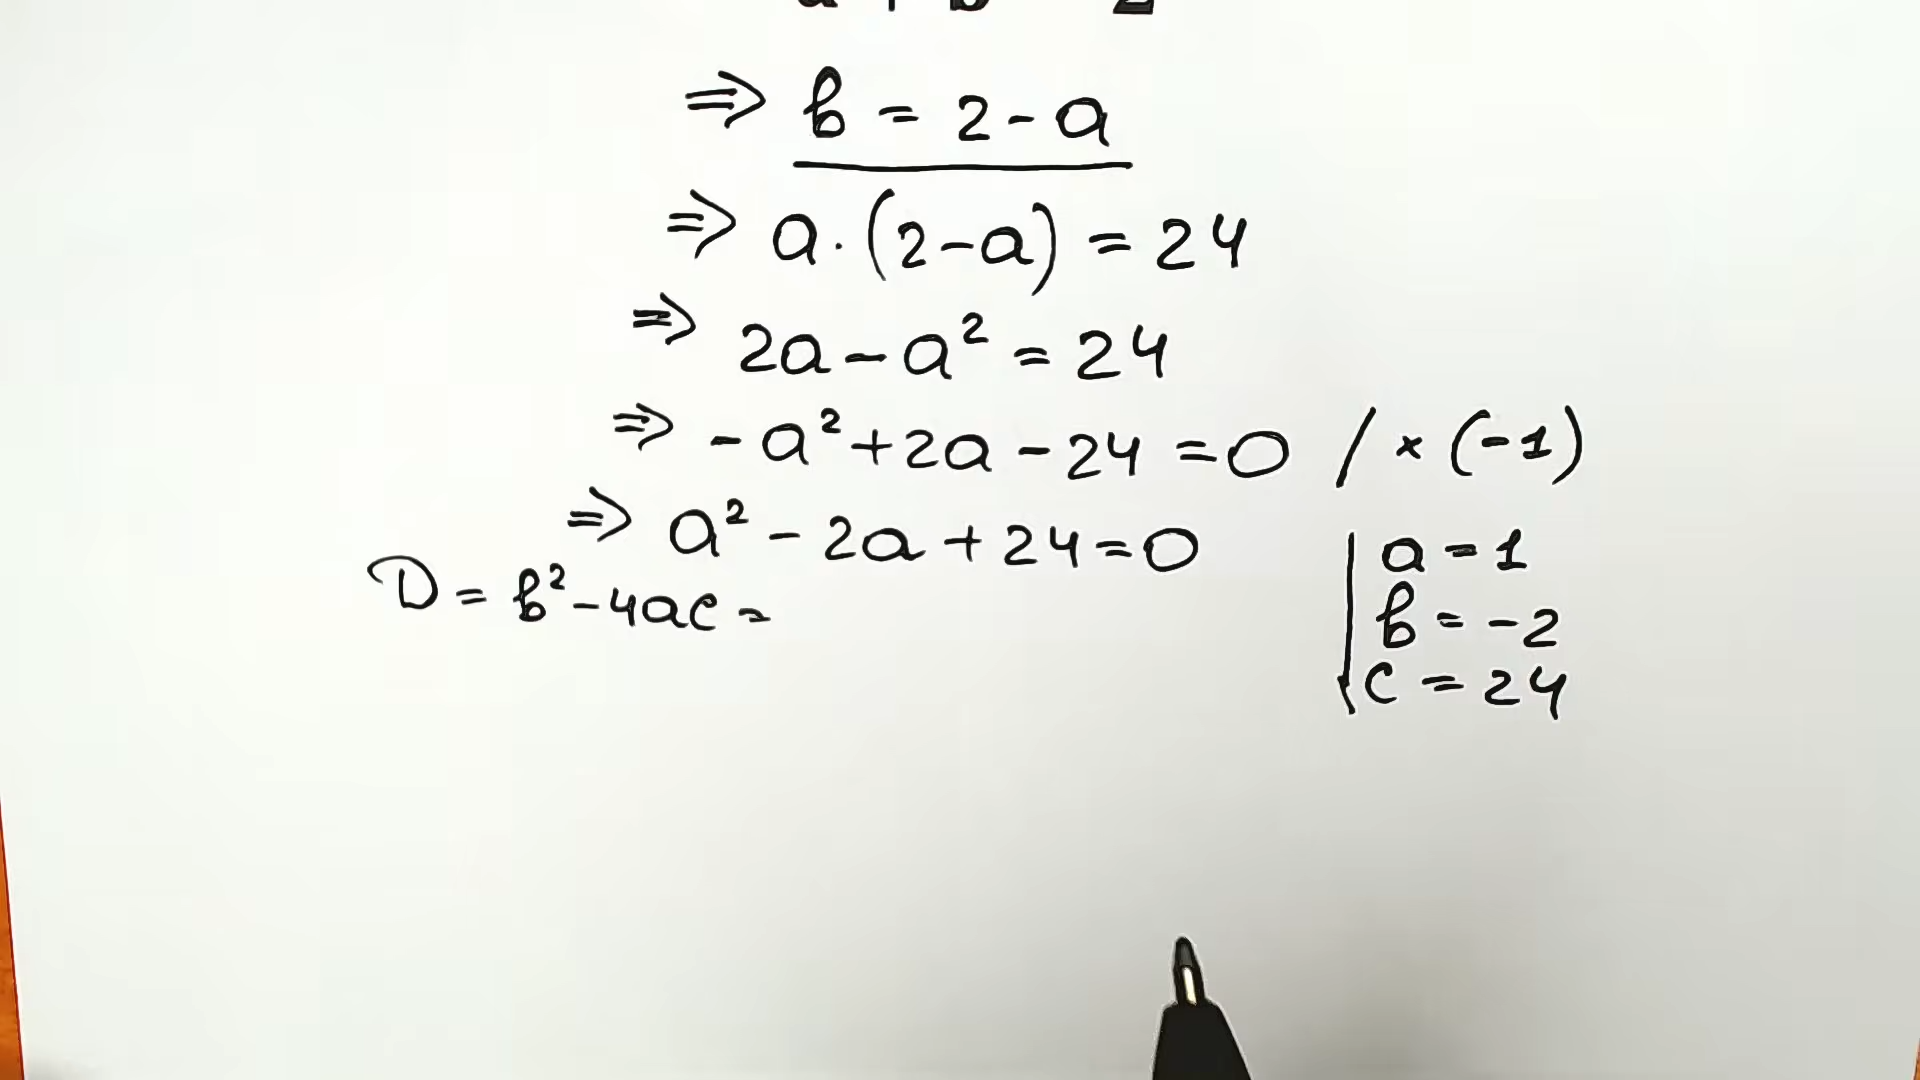 a + b = 2
⇒ b = 2 - a
⇒ a · (2 - a) = 24
⇒ 2a - a² = 24
⇒ - a² + 2a - 24 = 0 / × (-1)
⇒ a² - 2a + 24 = 0
D = b² - 4ac =
a = 1
b = -2
c = 24